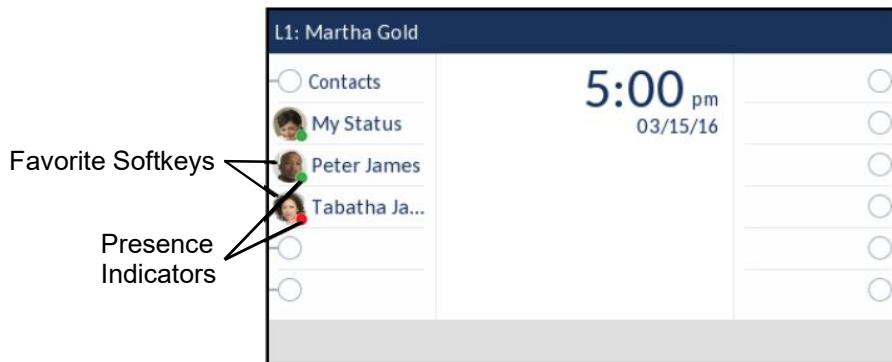 L1: Martha Gold
Contacts
5:00 pm
My Status
03/15/16
Favorite Softkeys
Peter James
Tabatha Ja...
Presence
Indicators